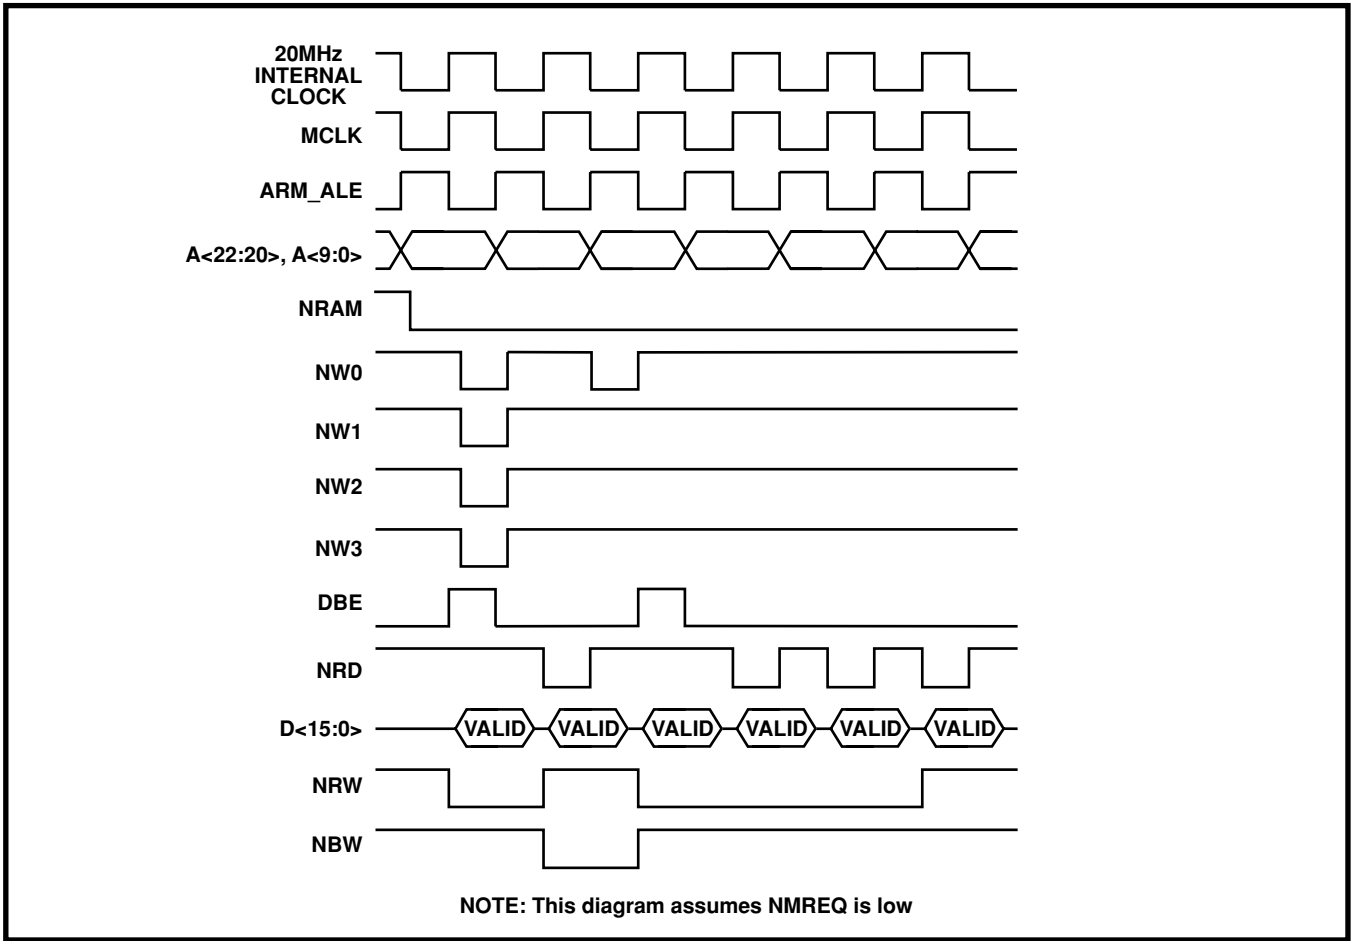 20MHz
INTERNAL
CLOCK
MCLK
ARM_ALE
A<22:20>, A<9:0>
NRAM
NW0
NW1
NW2
NW3
DBE
NRD
D<15:0>
VALID VALID VALID VALID VALID VALID
NRW
NBW
NOTE: This diagram assumes NMREQ is low